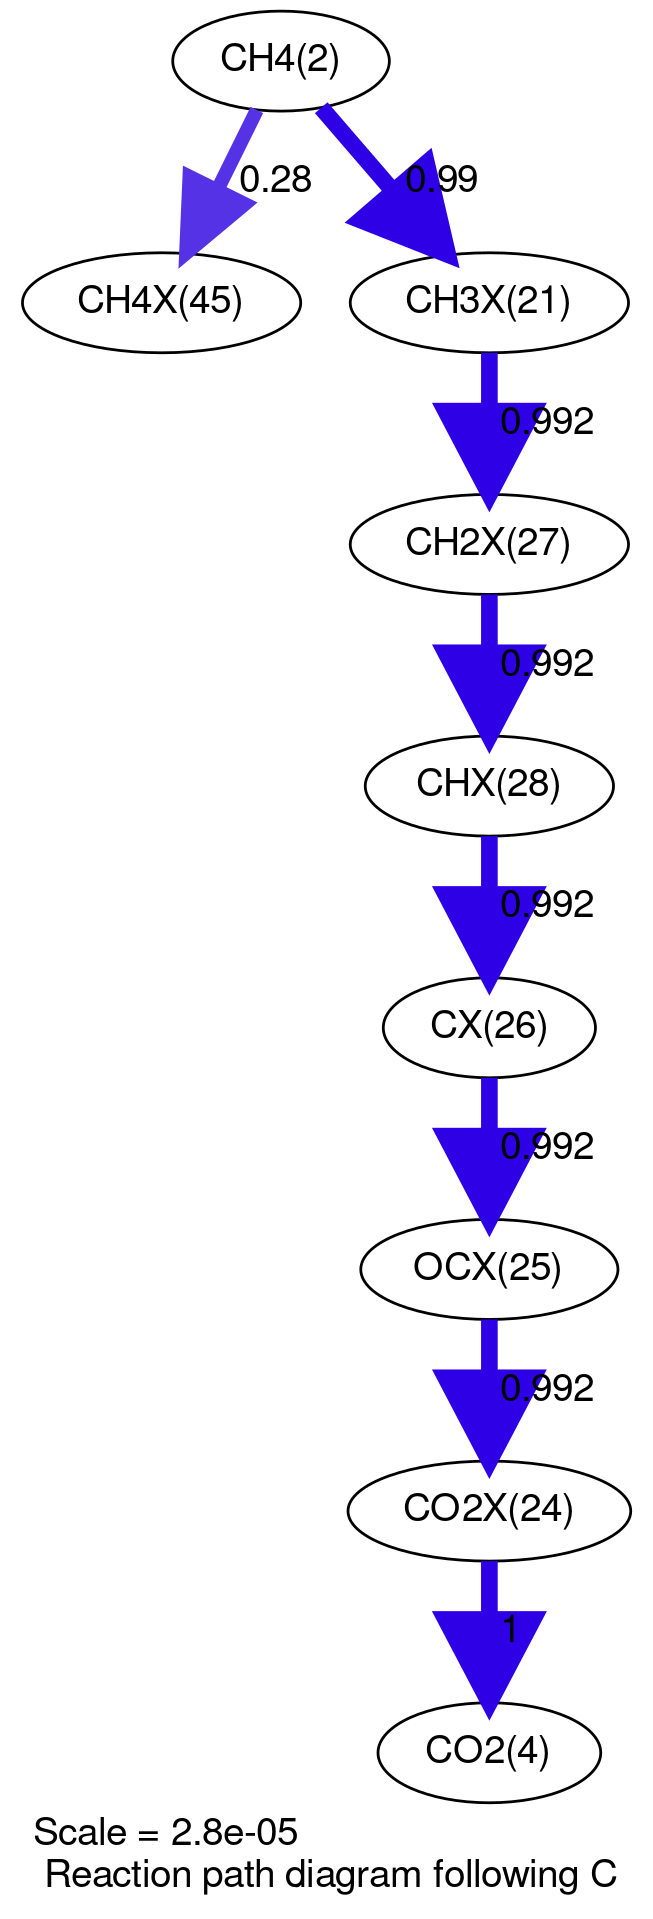 CH4(2)
0.28
0.99
CH4X(45)
CH3X(21)
0.992
CH2X(27)
0.992
CHX(28)
0.992
CX(26)
0.992
OCX(25)
0.992
CO2X(24)
1
CO2(4)
Scale = 2.8e-05
Reaction path diagram following C